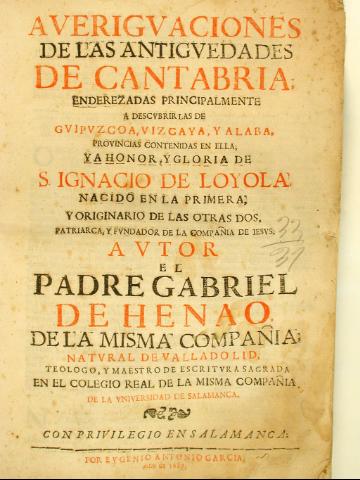 AVERIGVACIONES
DE LAS ANTIGVEDADES
DE CANTABRIA;
ENDEREZADAS PRINCIPALMENTE
A DESCVBRIR LAS DE
GVIPVZCOA, VIZCAYA, Y ALABA,
PROVINCIAS CONTENIDAS EN ELLA;
Y A HONOR, Y GLORIA DE
S. IGNACIO DE LOYOLA,
NACIDO EN LA PRIMERA;
Y ORIGINARIO DE LAS OTRAS DOS,
PATRIARCA, Y FVNDADOR DE LA COMPAÑIA DE IESVS.
AVTOR
EL
PADRE GABRIEL
DE HENAO
DE LA MISMA COMPAÑIA;
NATVRAL DE VALLADOLID,
TEOLOGO, Y MAESTRO DE ESCRITVRA SAGRADA
EN EL COLEGIO REAL DE LA MISMA COMPAÑIA,
DE LA VNIVERSIDAD DE SALAMANCA.
CON PRIVILEGIO EN SALAMANCA:
POR EVGENIO ANTONIO GARCIA,
33
37